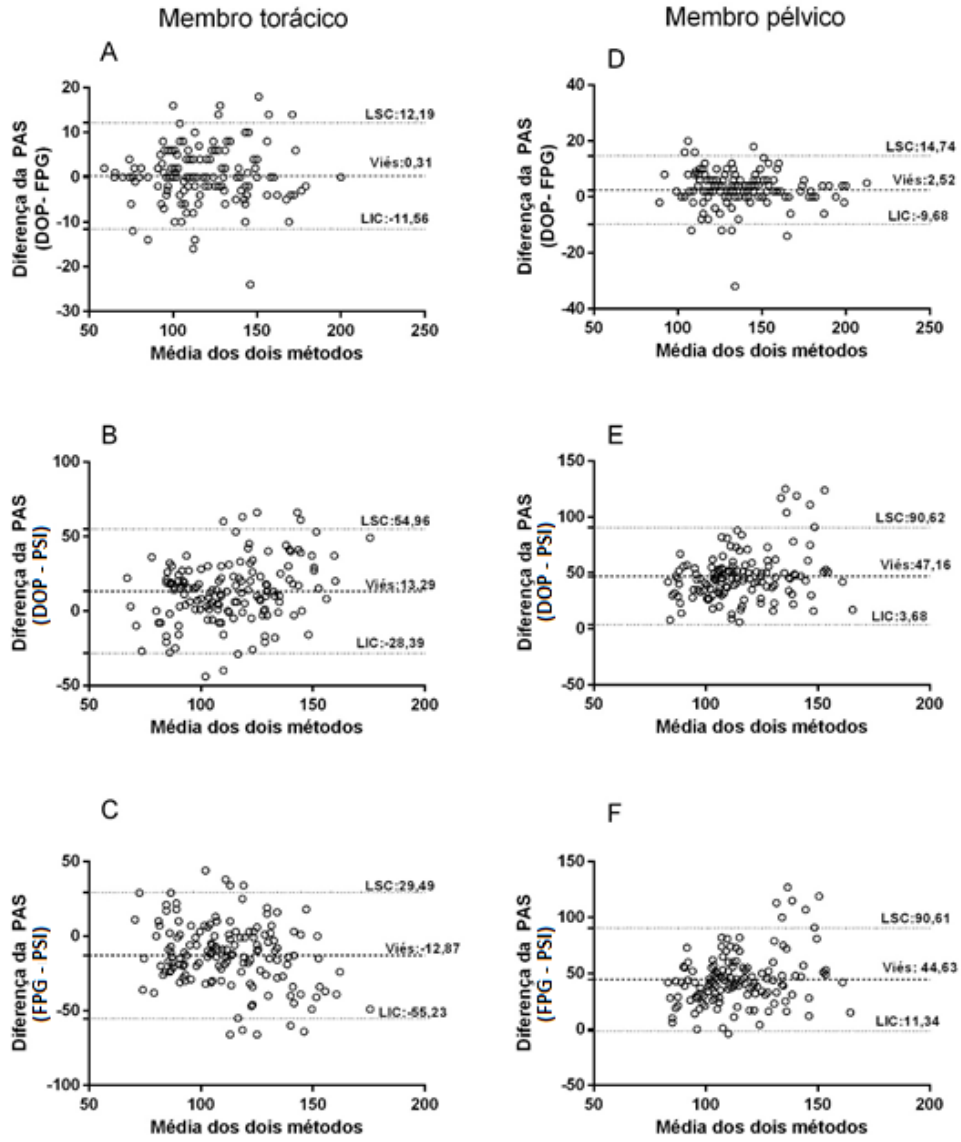 Membro torácico
Membro pélvico
A
Diferença da PAS
(DOP- FPG)
20
10
0
-10
-20
-30
LSC:12,19
Viés:0,31
LIC:-11,56
50
100
150
200
250
Média dos dois métodos
D
Diferença da PAS
(DOP- FPG)
40
20
0
-20
-40
LSC:14,74
Viés:2,52
LIC:-9,68
50
100
150
200
250
Média dos dois métodos
B
Diferença da PAS
(DOP - PSI)
100
50
0
-50
LSC:54,96
Viés:13,29
LIC:-28,39
50
100
150
200
Média dos dois métodos
E
Diferença da PAS
(DOP - PSI)
150
100
50
0
-50
LSC:90,62
Viés:47,16
LIC:3,68
50
100
150
200
Média dos dois métodos
C
Diferença da PAS
(FPG - PSI)
50
0
-50
-100
LSC:29,49
Viés:-12,87
LIC:-55,23
50
100
150
200
Média dos dois métodos
F
Diferença da PAS
(FPG - PSI)
150
100
50
0
-50
LSC:90,61
Viés: 44,63
LIC:11,34
50
100
150
200
Média dos dois métodos